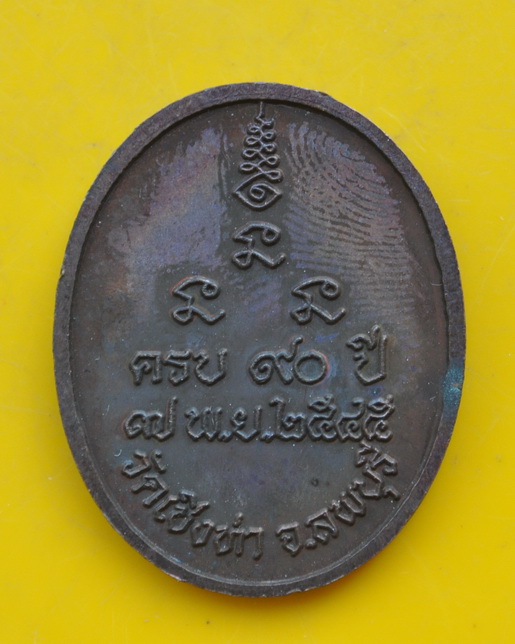 ครบ ๙๐ ปี
๗ พ.ย.๒๕๔๕
วัดเชิงท่า จ.ลพบุรี